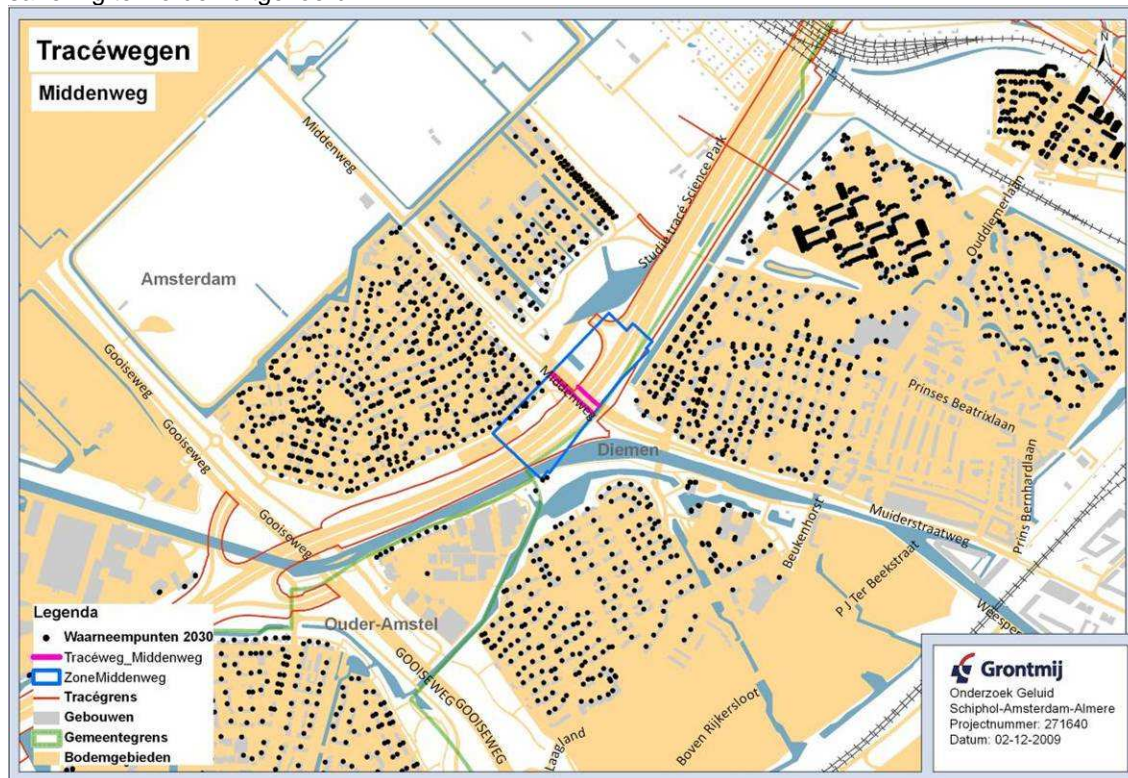 Tracéwegen
Middenweg
N
Middenweg
Studie tracé Science Park
Ouddiemerlaan
Amsterdam
Gooiseweg
Gooiseweg
Middenweg
Prinses Beatrixlaan
Diemen
Prins Bernhardlaan
Gooiseweg
Muiderstraatweg
Beukenhorst
P J Ter Beekstraat
Ouder-Amstel
GOOISEWEG
GOOISEWEG
Laagland
Boven Rijkersloot
Legenda
Waarneempunten 2030
Tracéweg_Middenweg
ZoneMiddenweg
Tracégrens
Gebouwen
Gemeentegrens
Bodemgebieden
Grontmij
Onderzoek Geluid
Schiphol-Amsterdam-Almere
Projectnummer: 271640
Datum: 02-12-2009